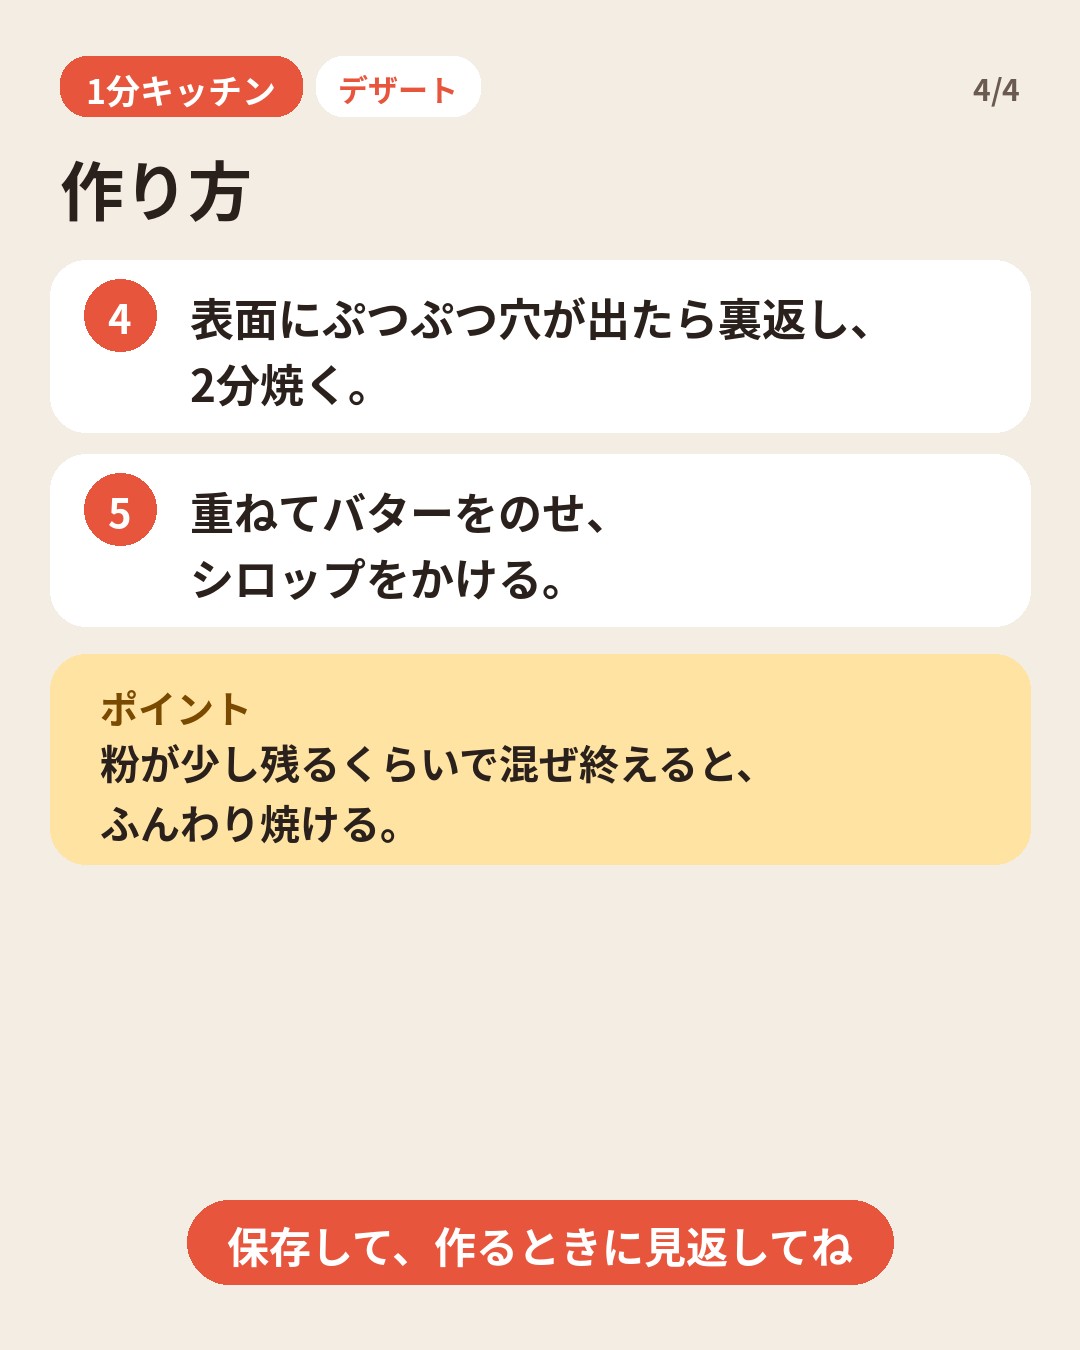 1分キッチン
デザート
4/4
作り方
4
表面にぷつぷつ穴が出たら裏返し、
2分焼く。
5
重ねてバターをのせ、
シロップをかける。
ポイント
粉が少し残るくらいで混ぜ終えると、
ふんわり焼ける。
保存して、作るときに見返してね